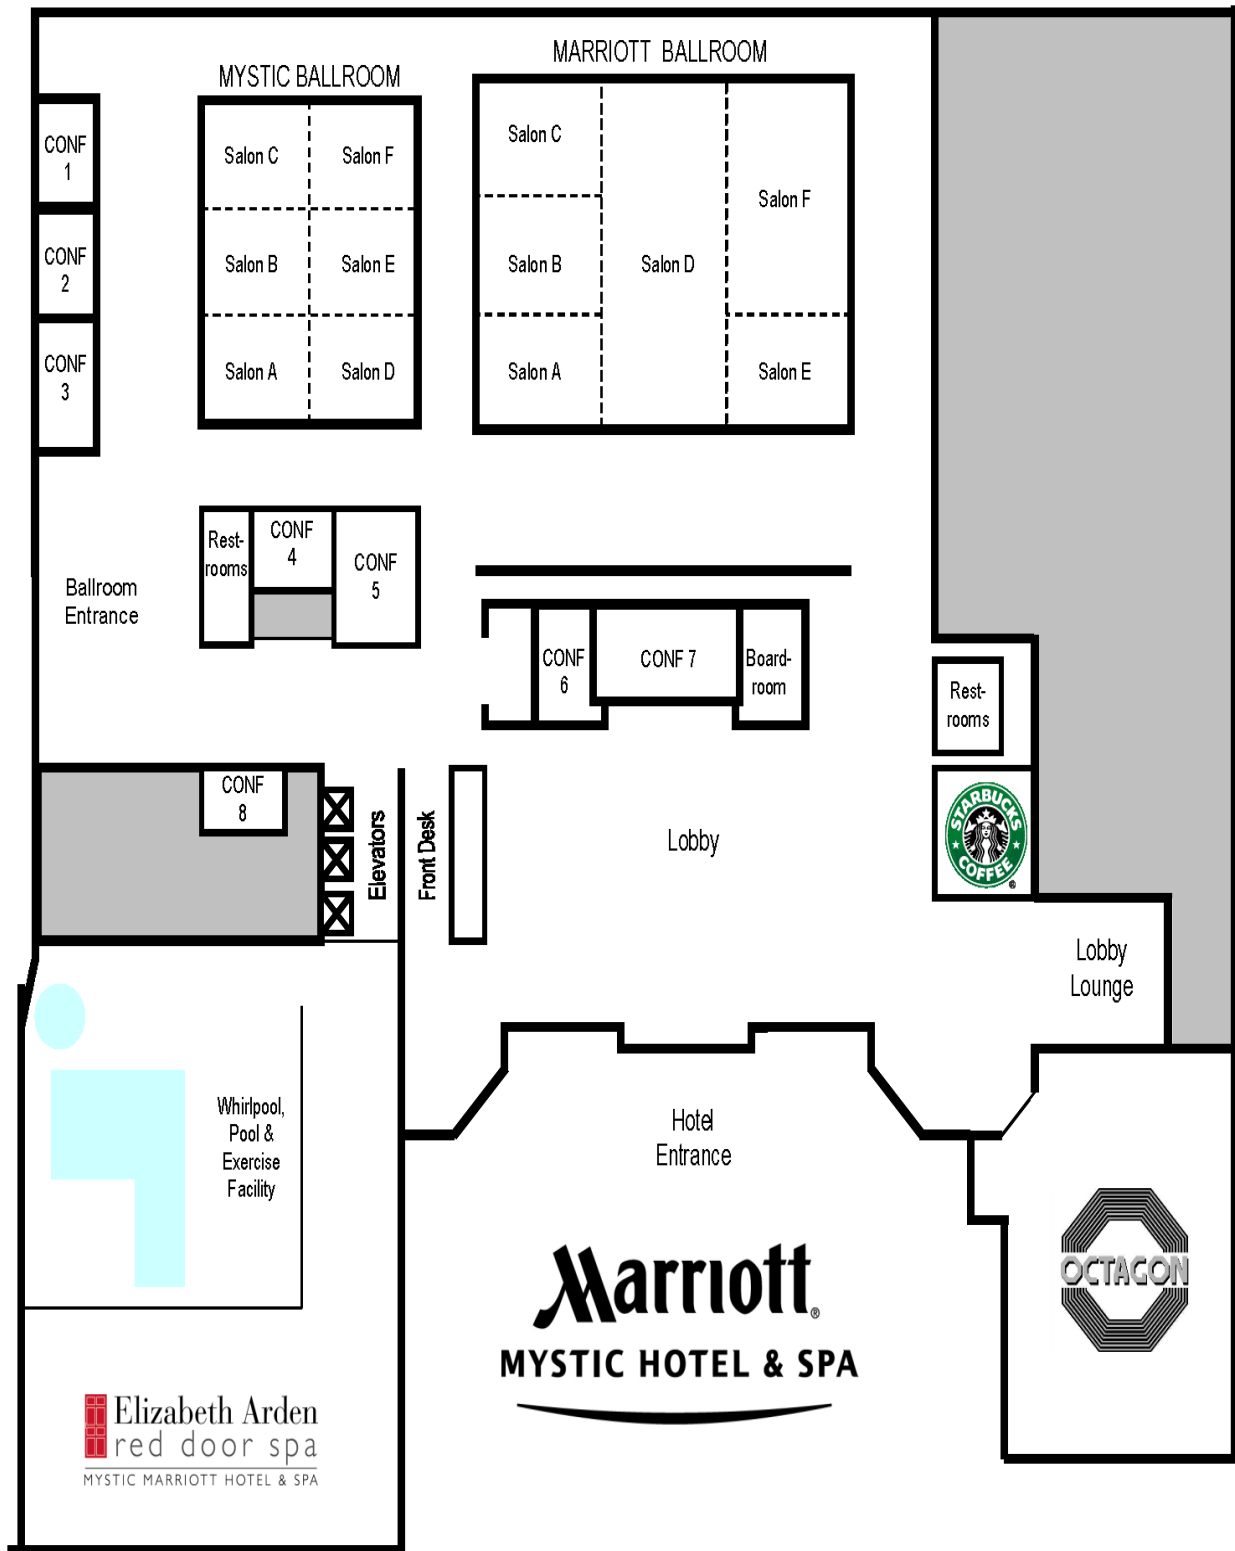 MARRIOTT BALLROOM
MYSTIC BALLROOM
CONF
1
CONF
2
CONF
3
Salon C
Salon F
Salon B
Salon E
Salon A
Salon D
Salon C
Salon F
Salon B
Salon D
Salon A
Salon E
Rest-
rooms
CONF
4
CONF
5
Ballroom
Entrance
CONF
6
CONF 7
Board-
room
Rest-
rooms
CONF
8
Elevators
Front Desk
Lobby
STARBUCKS
COFFEE
®
Lobby
Lounge
Whirlpool,
Pool &
Exercise
Facility
Hotel
Entrance
Marriott®
MYSTIC HOTEL & SPA
OCTAGON
Elizabeth Arden
red door spa
MYSTIC MARRIOTT HOTEL & SPA